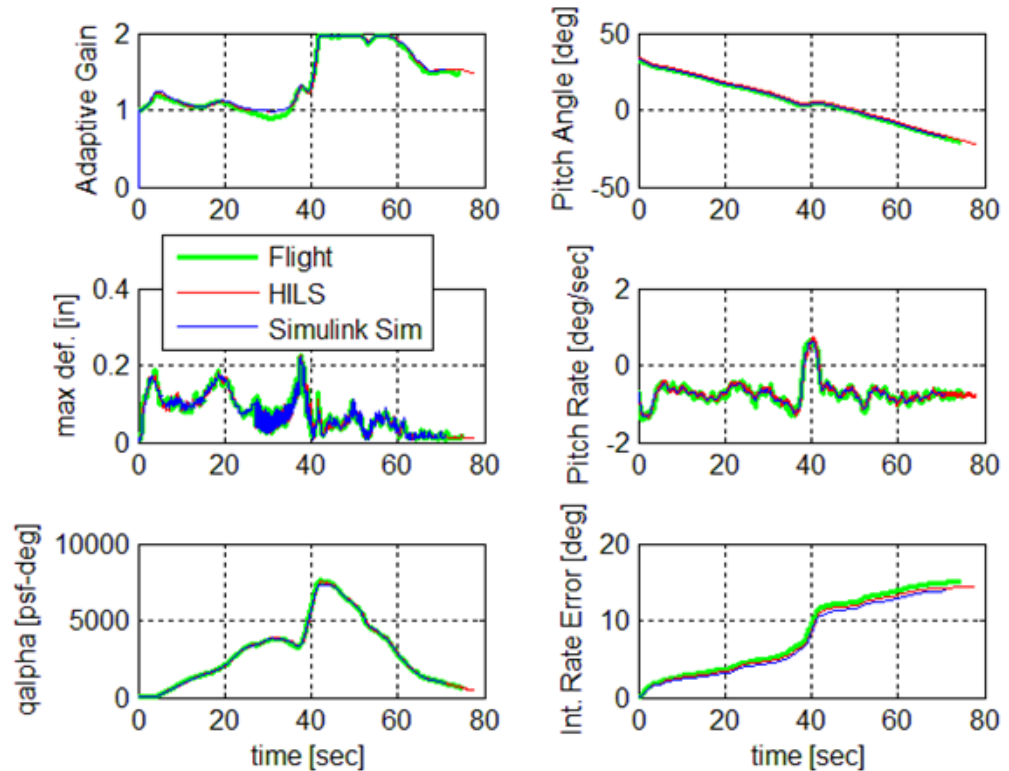 Adaptive Gain
2
1
0
0 20 40 60 80
Pitch Angle [deg]
50
0
-50
0 20 40 60 80
Flight
HILS
Simulink Sim
max def. [in]
0.4
0.2
0
0 20 40 60 80
Pitch Rate [deg/sec]
2
0
-2
0 20 40 60 80
qalpha [psf-deg]
10000
5000
0
0 20 40 60 80
time [sec]
Int. Rate Error [deg]
20
10
0
0 20 40 60 80
time [sec]